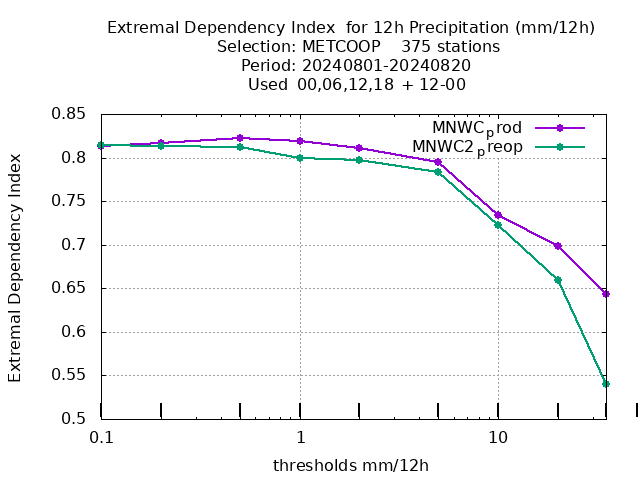 Extremal Dependency Index  for 12h Precipitation (mm/12h)
Selection: METCOOP    375 stations
Period: 20240801-20240820
Used  00,06,12,18 + 12-00
MNWCprod
MNWC2preop
Extremal Dependency Index
0.85
0.8
0.75
0.7
0.65
0.6
0.55
0.5
0.1 1 10
thresholds mm/12h